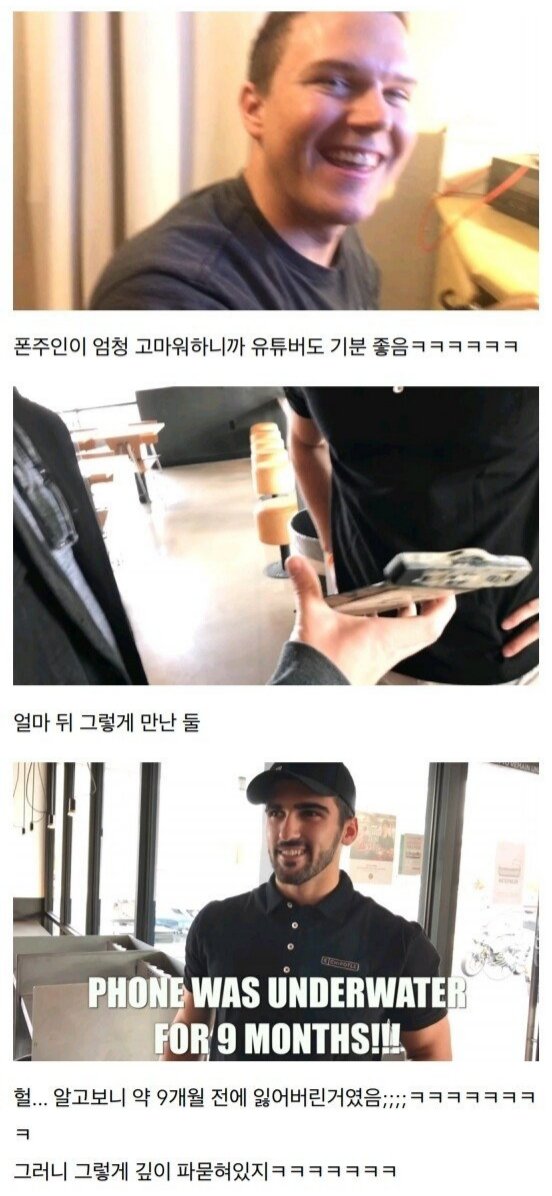 폰주인이 엄청 고마워하니까 유튜버도 기분 좋음ㅋㅋㅋㅋㅋㅋ
얼마 뒤 그렇게 만난 둘
CHIPOTLE
PHONE WAS UNDERWATER
FOR 9 MONTHS!!!
헐... 알고보니 약 9개월 전에 잃어버린거였음;;;;ㅋㅋㅋㅋㅋㅋㅋ
ㅋ
그러니 그렇게 깊이 파묻혀있지ㅋㅋㅋㅋㅋㅋㅋ